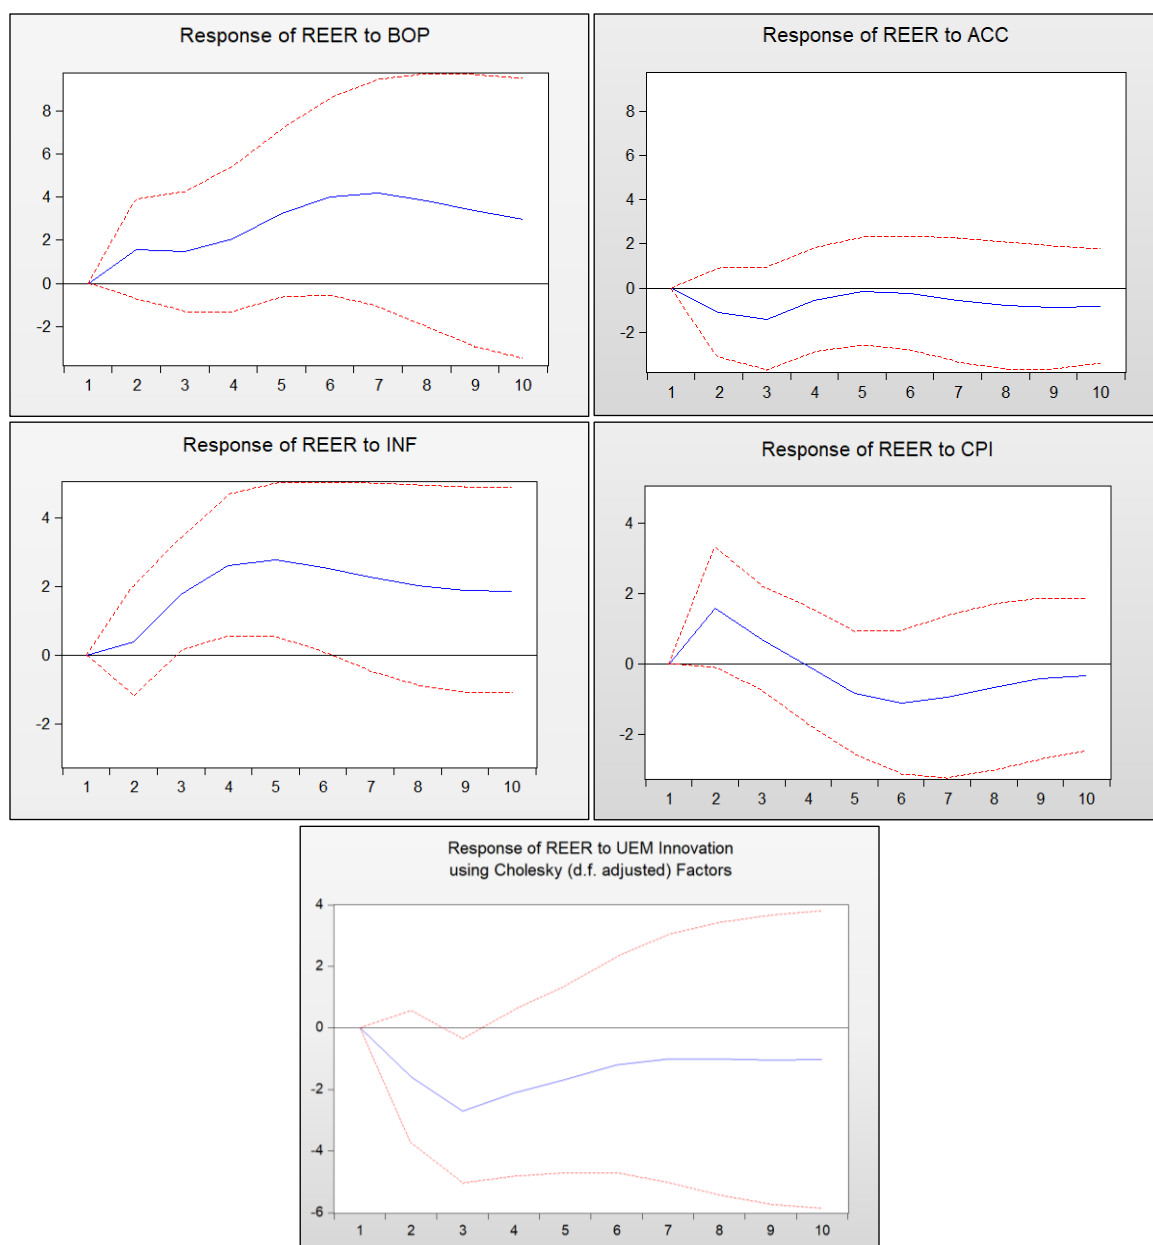 Response of REER to BOP
8
6
4
2
0
-2
1 2 3 4 5 6 7 8 9 10
Response of REER to ACC
8
6
4
2
0
-2
1 2 3 4 5 6 7 8 9 10
Response of REER to INF
4
2
0
-2
1 2 3 4 5 6 7 8 9 10
Response of REER to CPI
4
2
0
-2
1 2 3 4 5 6 7 8 9 10
Response of REER to UEM Innovation
using Cholesky (d.f. adjusted) Factors
4
2
0
-2
-4
-6
1 2 3 4 5 6 7 8 9 10